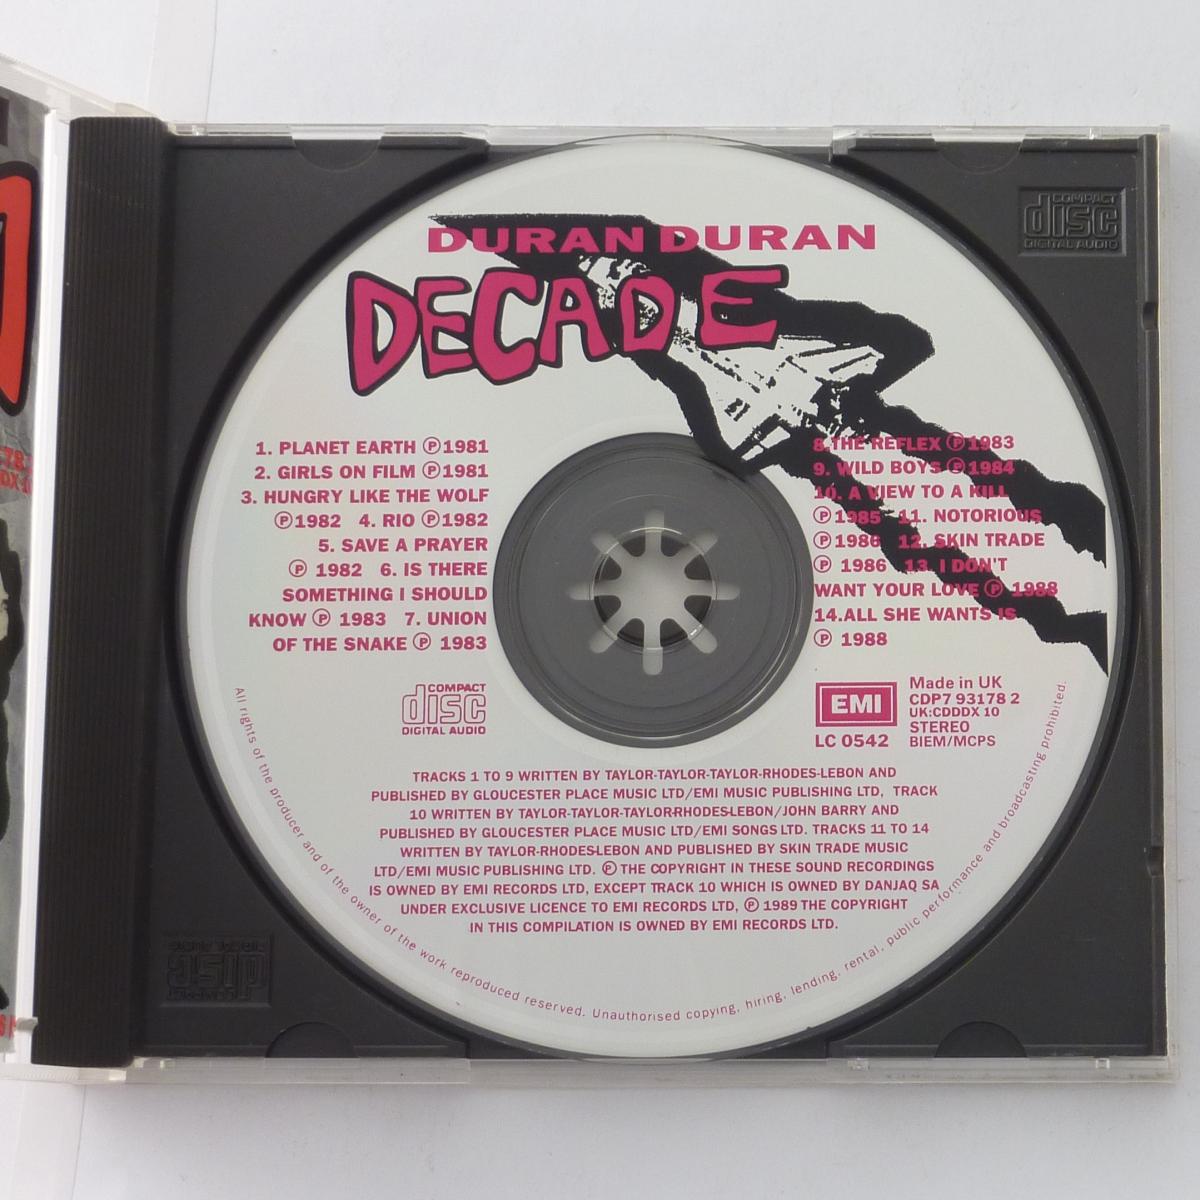 DURAN DURAN
DECADE
1. PLANET EARTH ℗1981
2. GIRLS ON FILM ℗1981
3. HUNGRY LIKE THE WOLF
℗1982 4. RIO ℗1982
5. SAVE A PRAYER
℗ 1982 6. IS THERE
SOMETHING I SHOULD
KNOW ℗ 1983 7. UNION
OF THE SNAKE ℗ 1983
8.THE REFLEX ℗1983
9. WILD BOYS ℗1984
10. A VIEW TO A KILL
℗1985 11. NOTORIOUS
℗1986 12. SKIN TRADE
℗ 1986 13. I DON'T
WANT YOUR LOVE ℗ 1988
14.ALL SHE WANTS IS
℗ 1988
COMPACT
disc
DIGITAL AUDIO
EMI
LC 0542
Made in UK
CDP7 93178 2
UK:CDDDX 10
STEREO
BIEM/MCPS
TRACKS 1 TO 9 WRITTEN BY TAYLOR-TAYLOR-TAYLOR-RHODES-LEBON AND
PUBLISHED BY GLOUCESTER PLACE MUSIC LTD/EMI MUSIC PUBLISHING LTD, TRACK
10 WRITTEN BY TAYLOR-TAYLOR-TAYLOR-RHODES-LEBON/JOHN BARRY AND
PUBLISHED BY GLOUCESTER PLACE MUSIC LTD/EMI SONGS LTD. TRACKS 11 TO 14
WRITTEN BY TAYLOR-RHODES-LEBON AND PUBLISHED BY SKIN TRADE MUSIC
LTD/EMI MUSIC PUBLISHING LTD. ℗ THE COPYRIGHT IN THESE SOUND RECORDINGS
IS OWNED BY EMI RECORDS LTD, EXCEPT TRACK 10 WHICH IS OWNED BY DANJAQ SA
UNDER EXCLUSIVE LICENCE TO EMI RECORDS LTD, ℗ 1989 THE COPYRIGHT
IN THIS COMPILATION IS OWNED BY EMI RECORDS LTD.
All rights of the producer and of the owner of the work reproduced reserved. Unauthorised copying, hiring, lending, rental, public performance and broadcasting prohibited.
COMPACT
disc
DIGITAL AUDIO